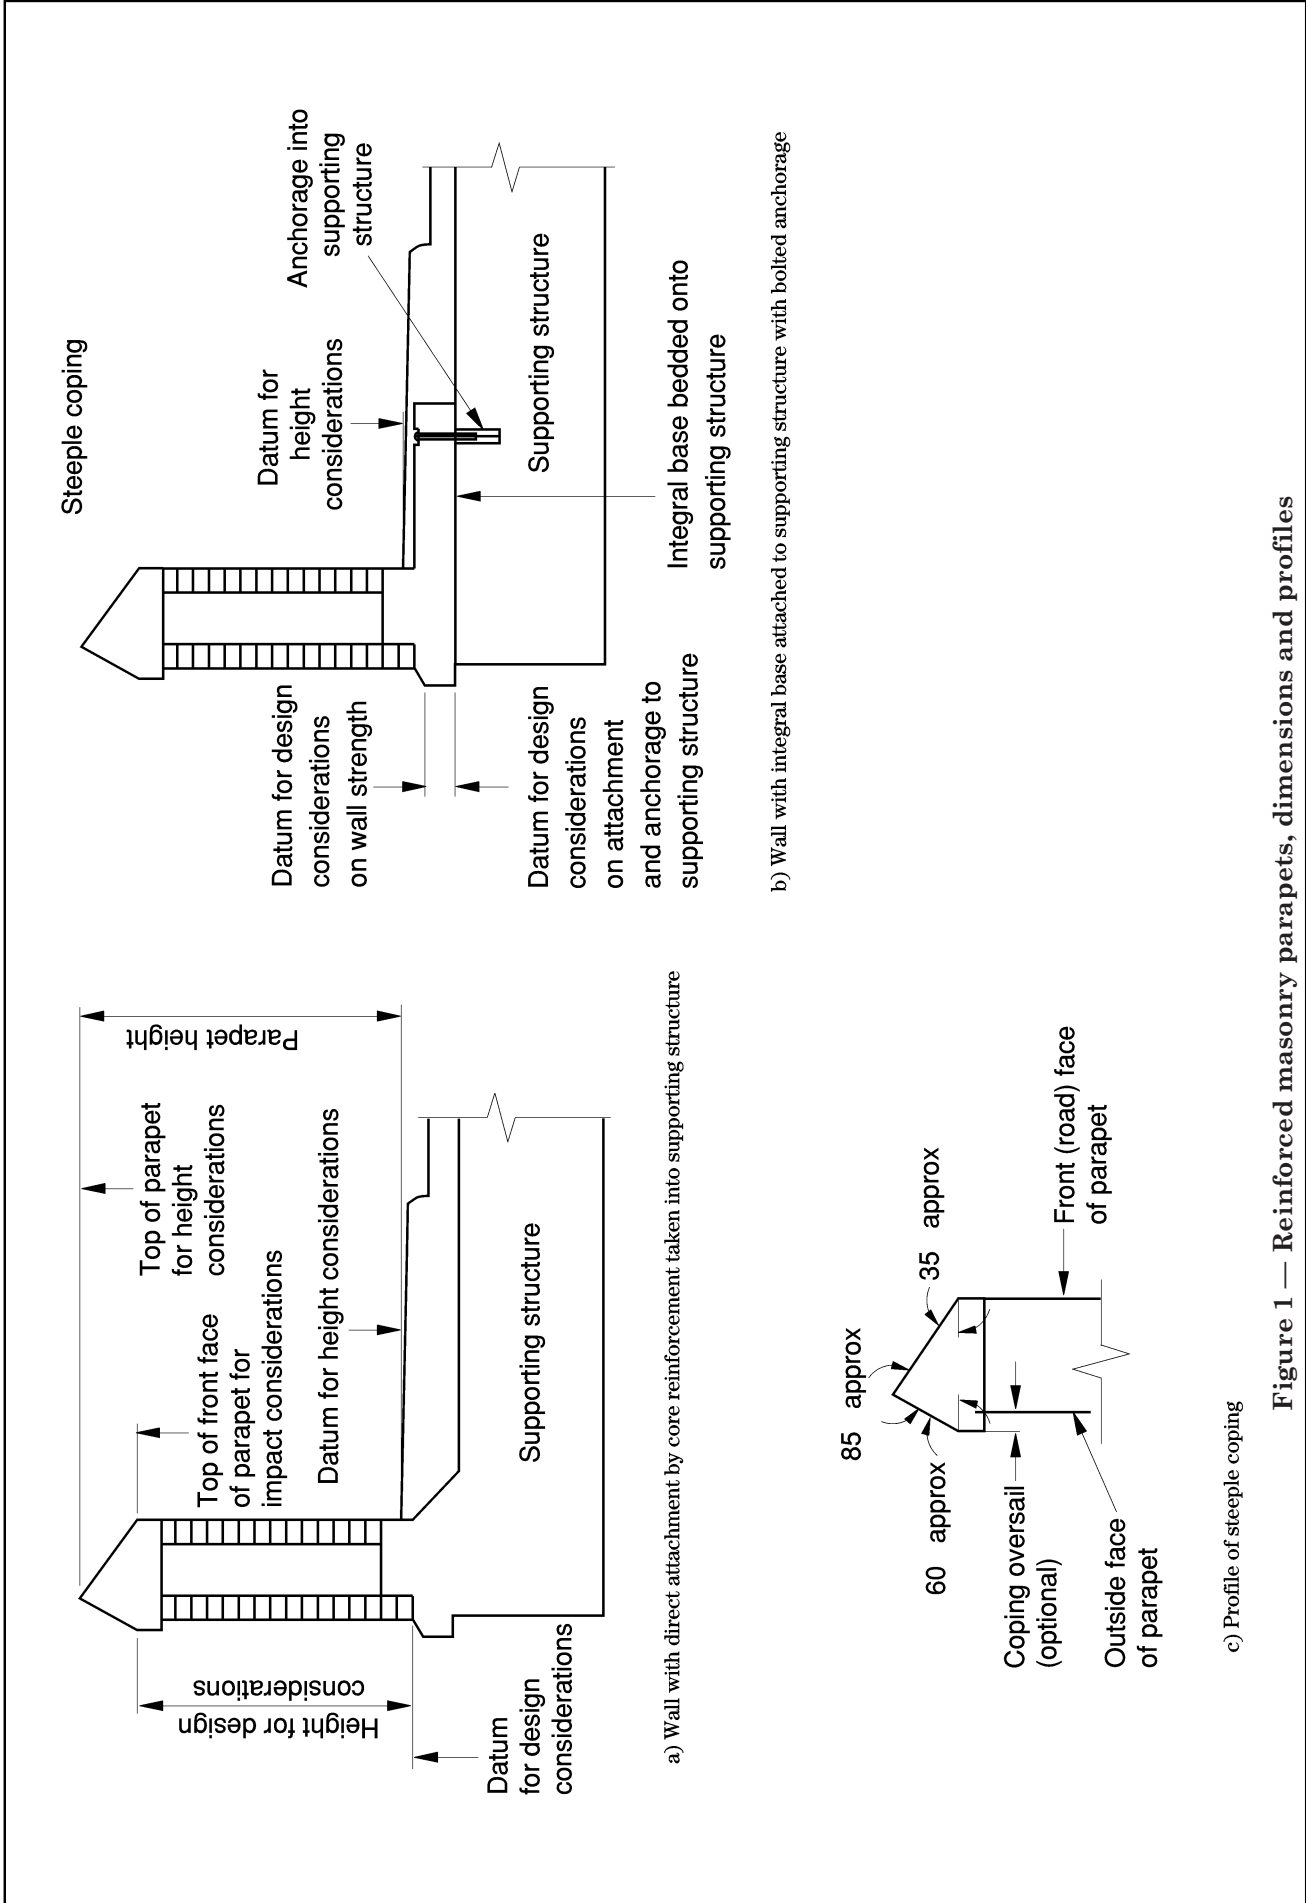 Parapet height
Top of parapet
for height
considerations
Top of front face
of parapet for
impact considerations
Datum for height considerations
Supporting structure
Height for design
considerations
Datum
for design
considerations
a) Wall with direct attachment by core reinforcement taken into supporting structure
Steeple coping
Datum for
height
considerations
Anchorage into
supporting
structure
Supporting structure
Datum for design
considerations
on wall strength
Datum for design
considerations
on attachment
and anchorage to
supporting structure
Integral base bedded onto
supporting structure
b) Wall with integral base attached to supporting structure with bolted anchorage
85 approx
35 approx
60 approx
Coping oversail
(optional)
Front (road) face
of parapet
Outside face
of parapet
c) Profile of steeple coping
Figure 1 — Reinforced masonry parapets, dimensions and profiles